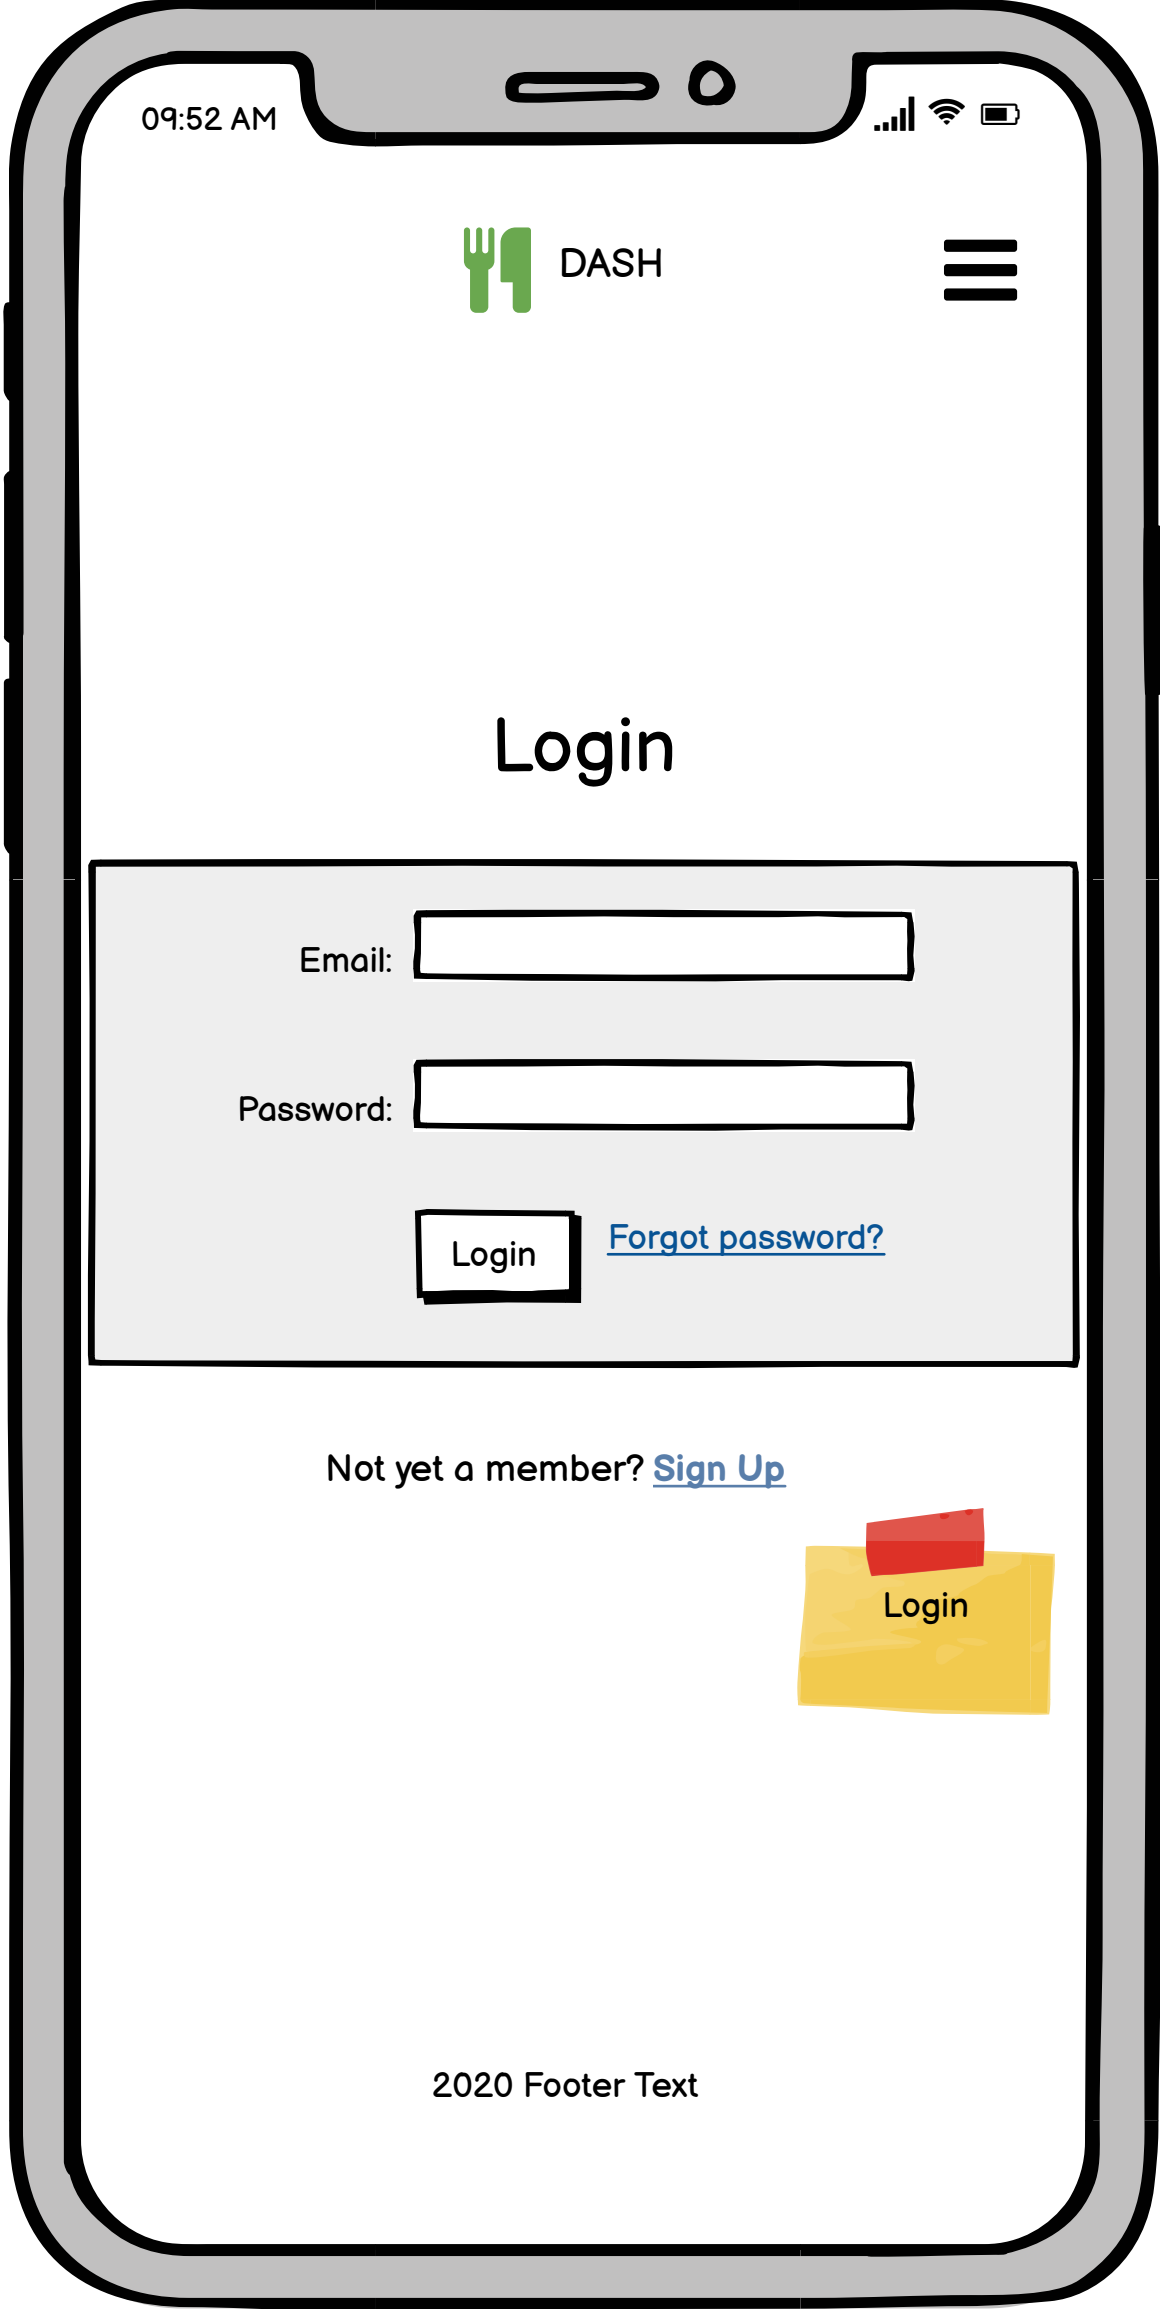 09:52 AM
DASH
Login
Email:
Password:
Login Forgot password?
Not yet a member? Sign Up
Login
2020 Footer Text